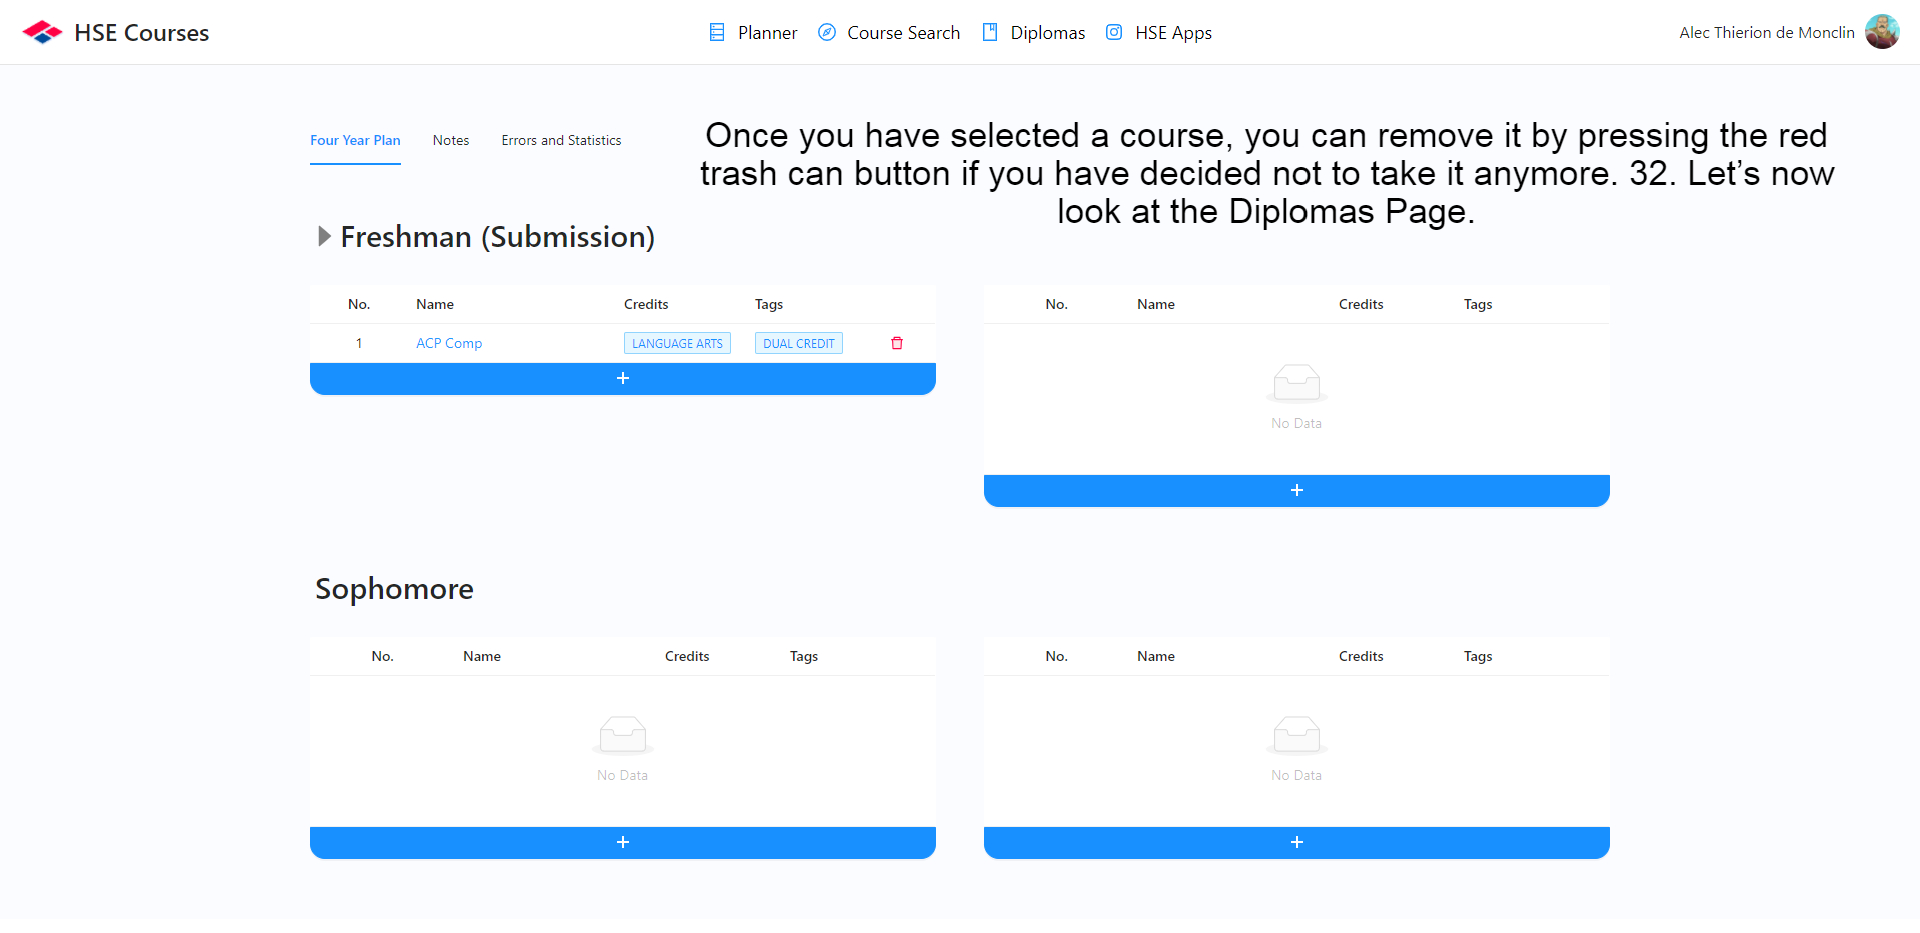 HSE Courses
Planner
Course Search
Diplomas
HSE Apps
Alec Thierion de Monclin
Four Year Plan
Notes
Errors and Statistics
Once you have selected a course, you can remove it by pressing the red
trash can button if you have decided not to take it anymore. 32. Let’s now
look at the Diplomas Page.
Freshman (Submission)
No. Name Credits Tags
1 ACP Comp LANGUAGE ARTS DUAL CREDIT
+
No. Name Credits Tags
No Data
+
Sophomore
No. Name Credits Tags
No Data
+
No. Name Credits Tags
No Data
+